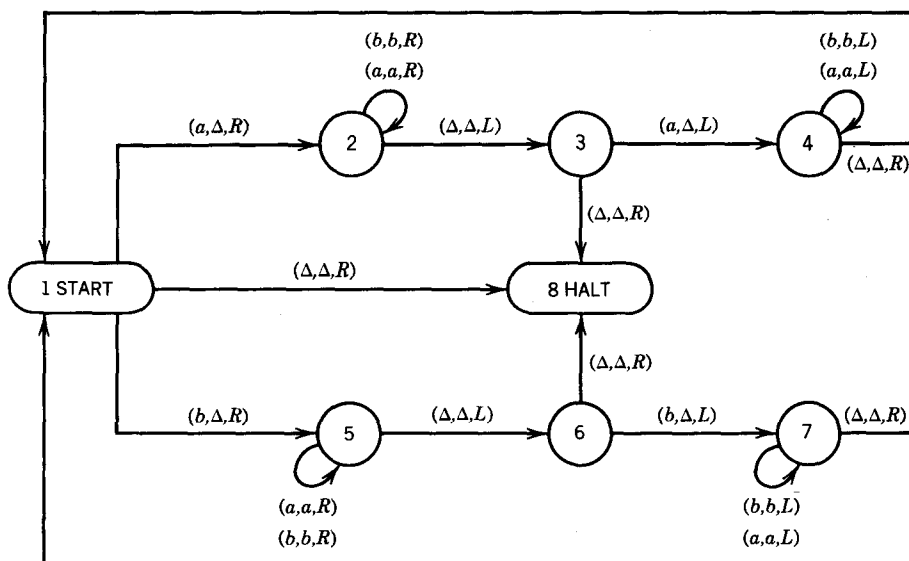 (b,b,R)
(a,a,R)
(b,b,L)
(a,a,L)
(a,Δ,R)
2
(Δ,Δ,L)
3
(a,Δ,L)
4
(Δ,Δ,R)
(Δ,Δ,R)
1 START
(Δ,Δ,R)
8 HALT
(Δ,Δ,R)
(b,Δ,R)
5
(Δ,Δ,L)
6
(b,Δ,L)
7
(Δ,Δ,R)
(a,a,R)
(b,b,R)
(b,b,L)
(a,a,L)